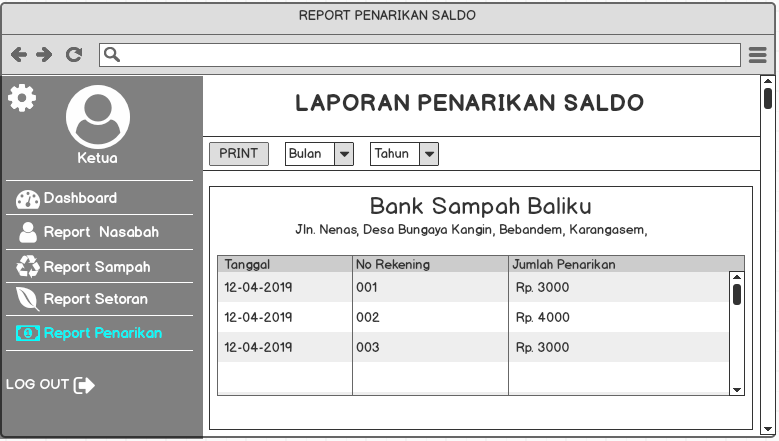 REPORT PENARIKAN SALDO
LAPORAN PENARIKAN SALDO
Ketua
PRINT Bulan Tahun
Dashboard
Report Nasabah
Report Sampah
Report Setoran
Report Penarikan
LOG OUT
Bank Sampah Baliku
Jln. Nenas, Desa Bungaya Kangin, Bebandem, Karangasem,
Tanggal No Rekening Jumlah Penarikan
12-04-2019 001 Rp. 3000
12-04-2019 002 Rp. 4000
12-04-2019 003 Rp. 3000